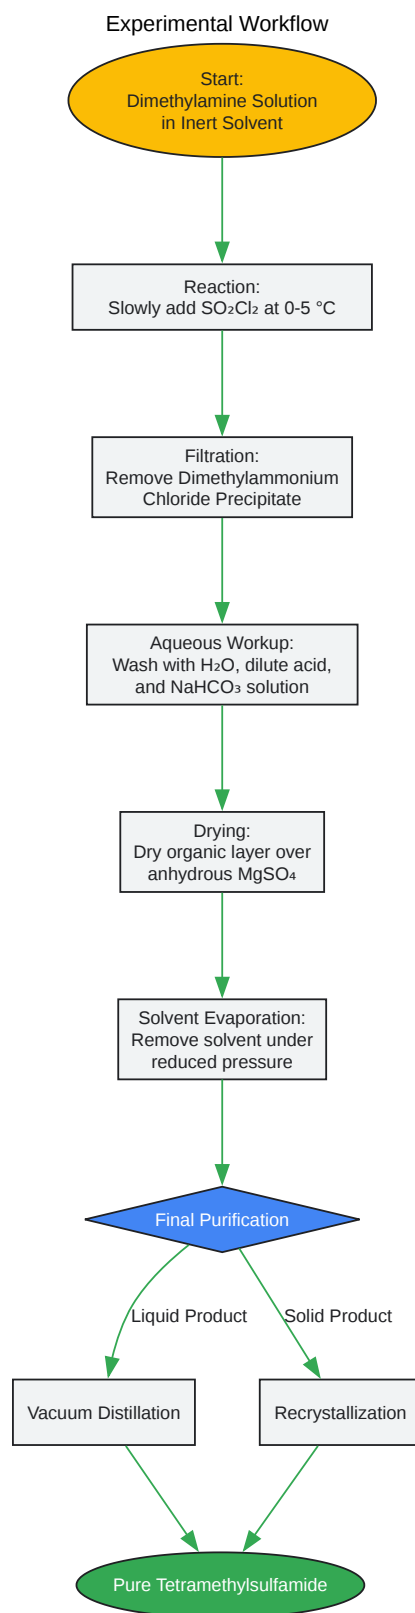 Experimental Workflow
Start:
Dimethylamine Solution
in Inert Solvent
Reaction:
Slowly add SO₂Cl₂ at 0-5 °C
Filtration:
Remove Dimethylammonium
Chloride Precipitate
Aqueous Workup:
Wash with H₂O, dilute acid,
and NaHCO₃ solution
Drying:
Dry organic layer over
anhydrous MgSO₄
Solvent Evaporation:
Remove solvent under
reduced pressure
Final Purification
Liquid Product
Solid Product
Vacuum Distillation
Recrystallization
Pure Tetramethylsulfamide